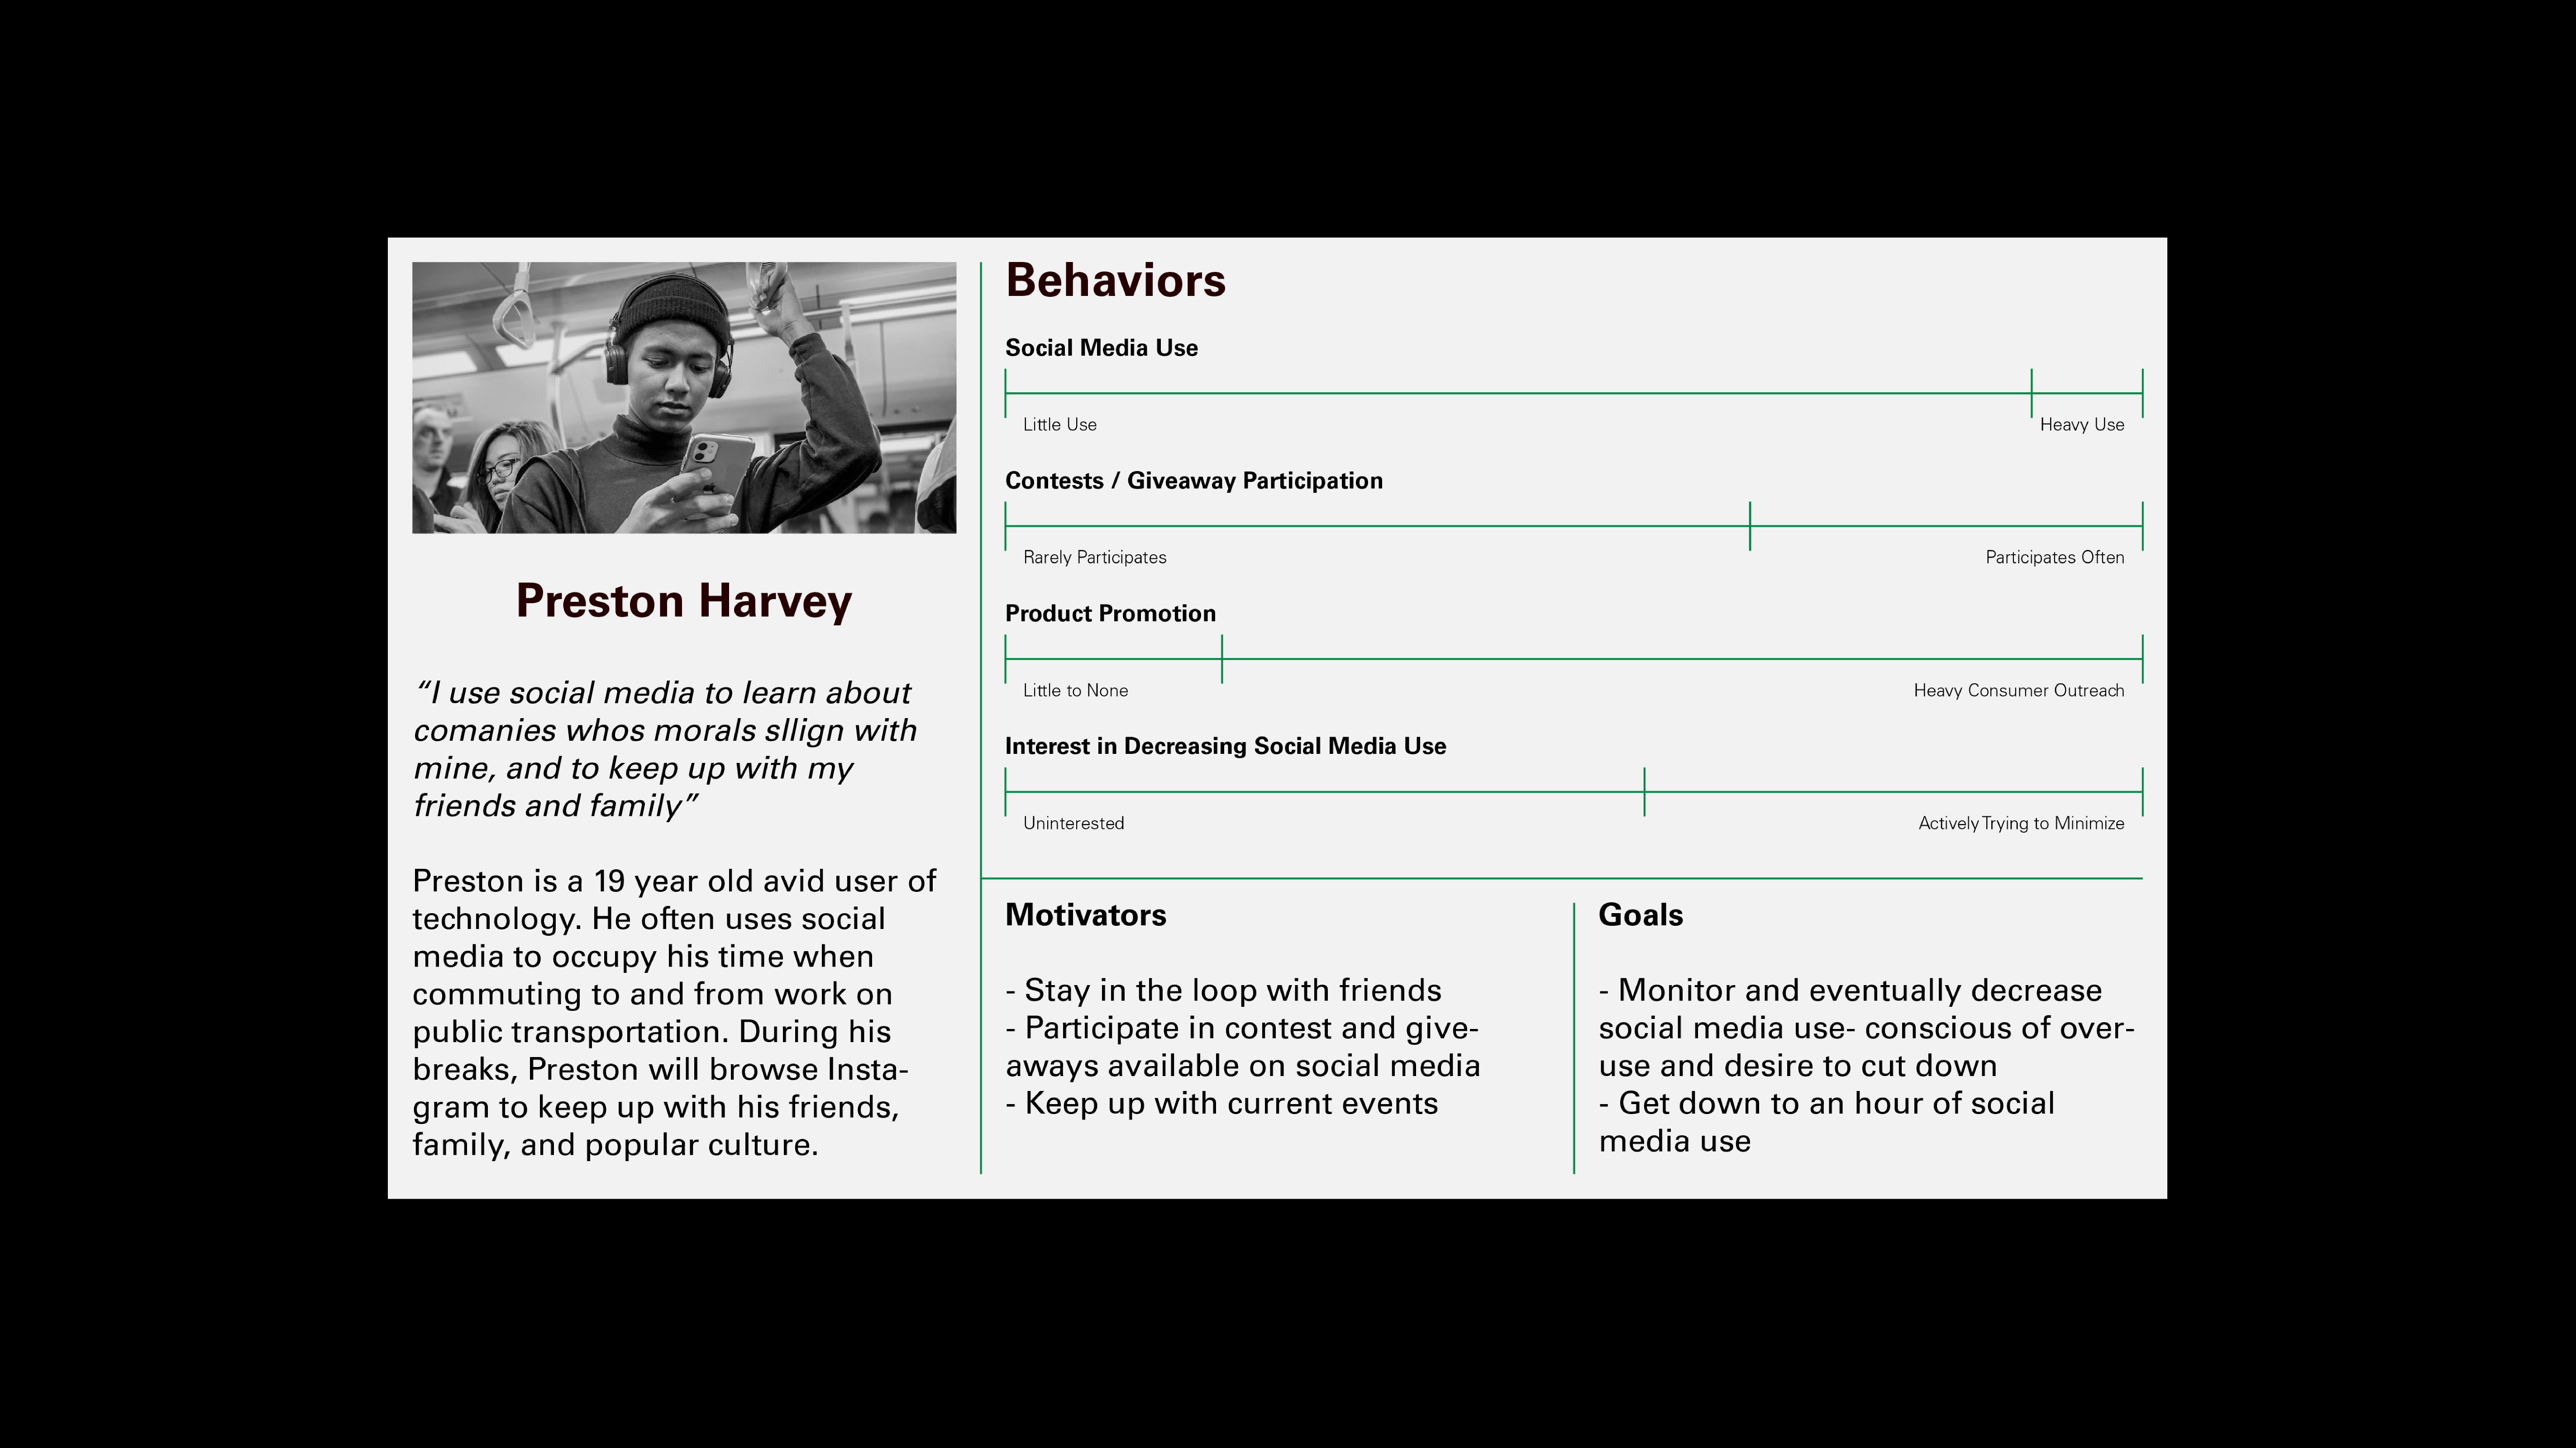 Preston Harvey
“I use social media to learn about
comanies whos morals sllign with
mine, and to keep up with my
friends and family”
Preston is a 19 year old avid user of
technology. He often uses social
media to occupy his time when
commuting to and from work on
public transportation. During his
breaks, Preston will browse Insta-
gram to keep up with his friends,
family, and popular culture.
Behaviors
Social Media Use
Little Use
Heavy Use
Contests / Giveaway Participation
Rarely Participates
Participates Often
Product Promotion
Little to None
Heavy Consumer Outreach
Interest in Decreasing Social Media Use
Uninterested
Actively Trying to Minimize
Motivators
- Stay in the loop with friends
- Participate in contest and give-
aways available on social media
- Keep up with current events
Goals
- Monitor and eventually decrease
social media use- conscious of over-
use and desire to cut down
- Get down to an hour of social
media use